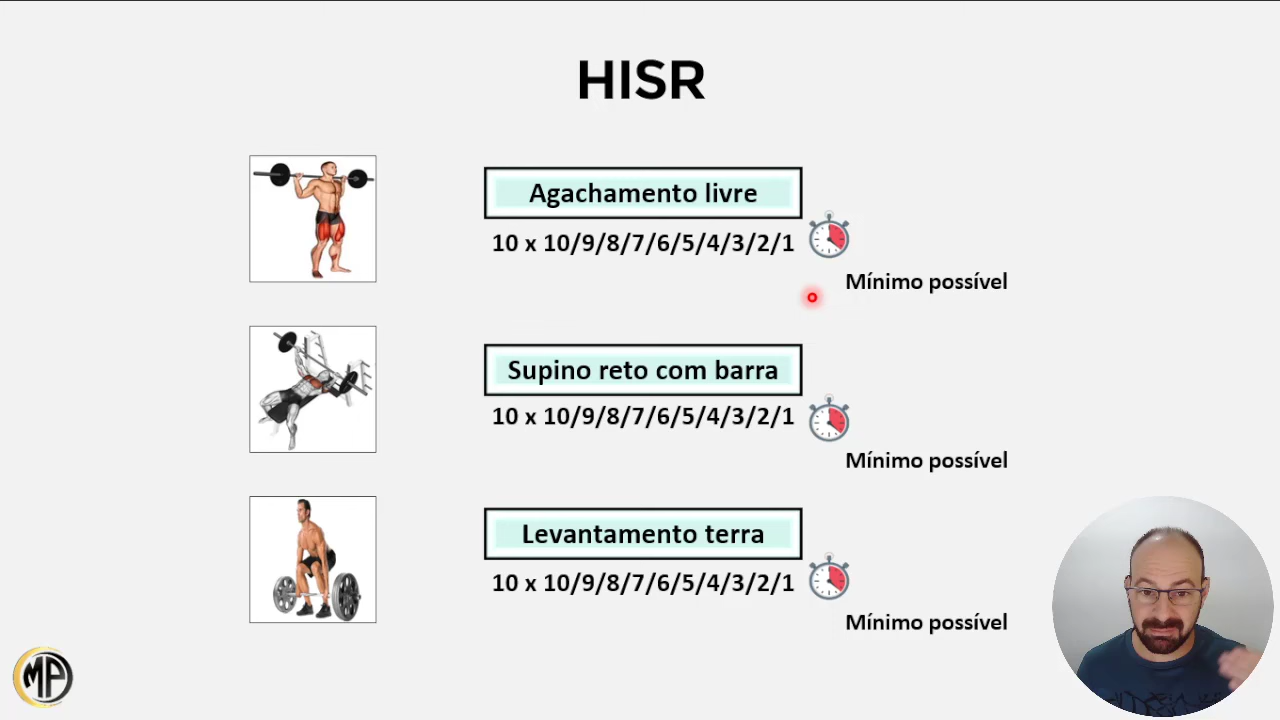 HISR
Agachamento livre
10 x 10/9/8/7/6/5/4/3/2/1
Mínimo possível
Supino reto com barra
10 x 10/9/8/7/6/5/4/3/2/1
Mínimo possível
Levantamento terra
10 x 10/9/8/7/6/5/4/3/2/1
Mínimo possível
MP